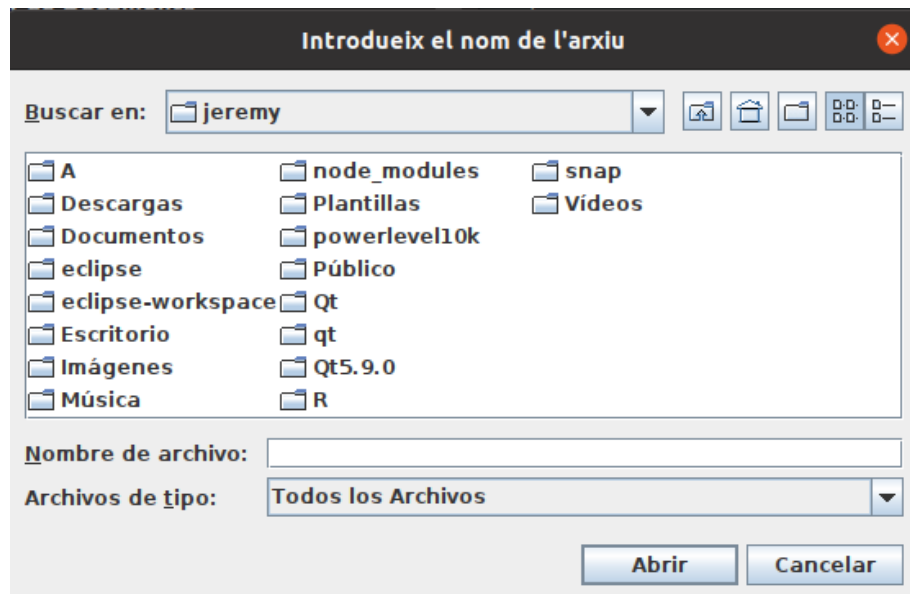 Introdueix el nom de l'arxiu
Buscar en: jeremy
A node_modules snap
Descargas Plantillas Vídeos
Documentos powerlevel10k
eclipse Público
eclipse-workspace Qt
Escritorio qt
Imágenes Qt5.9.0
Música R
Nombre de archivo:
Archivos de tipo: Todos los Archivos
Abrir Cancelar